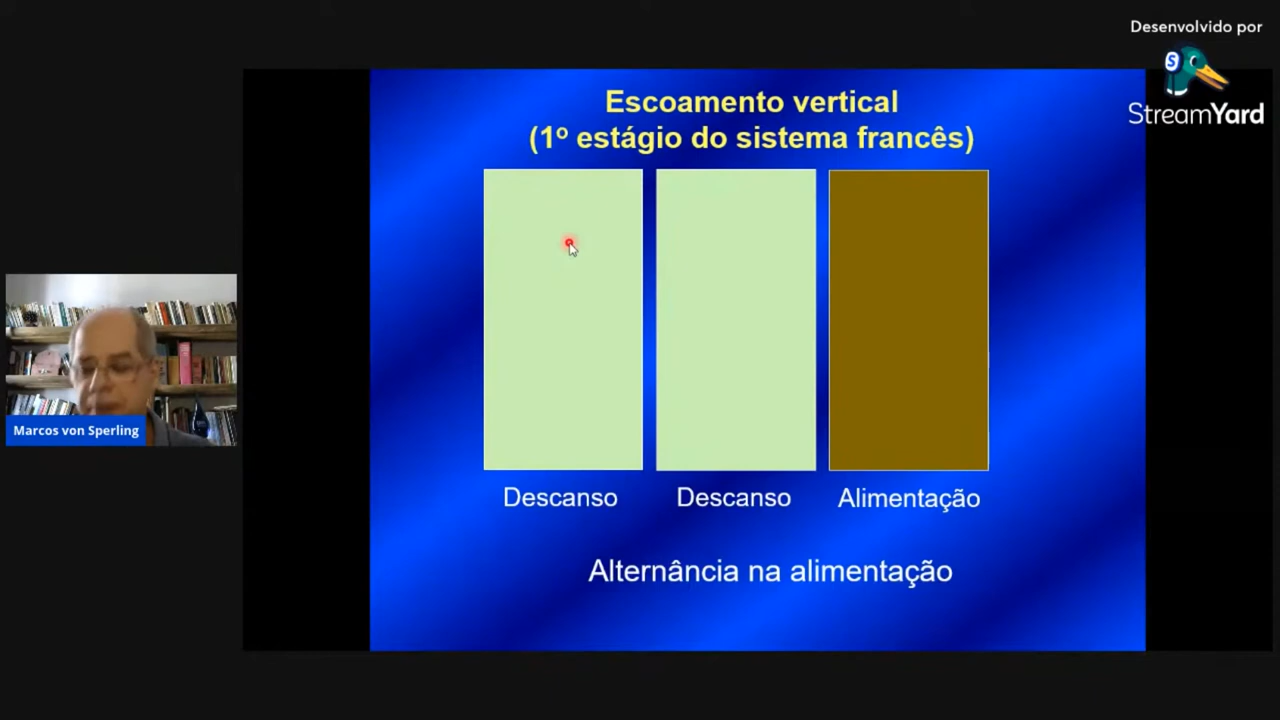 Desenvolvido por
StreamYard
Escoamento vertical
(1º estágio do sistema francês)
Descanso
Descanso
Alimentação
Alternância na alimentação
Marcos von Sperling